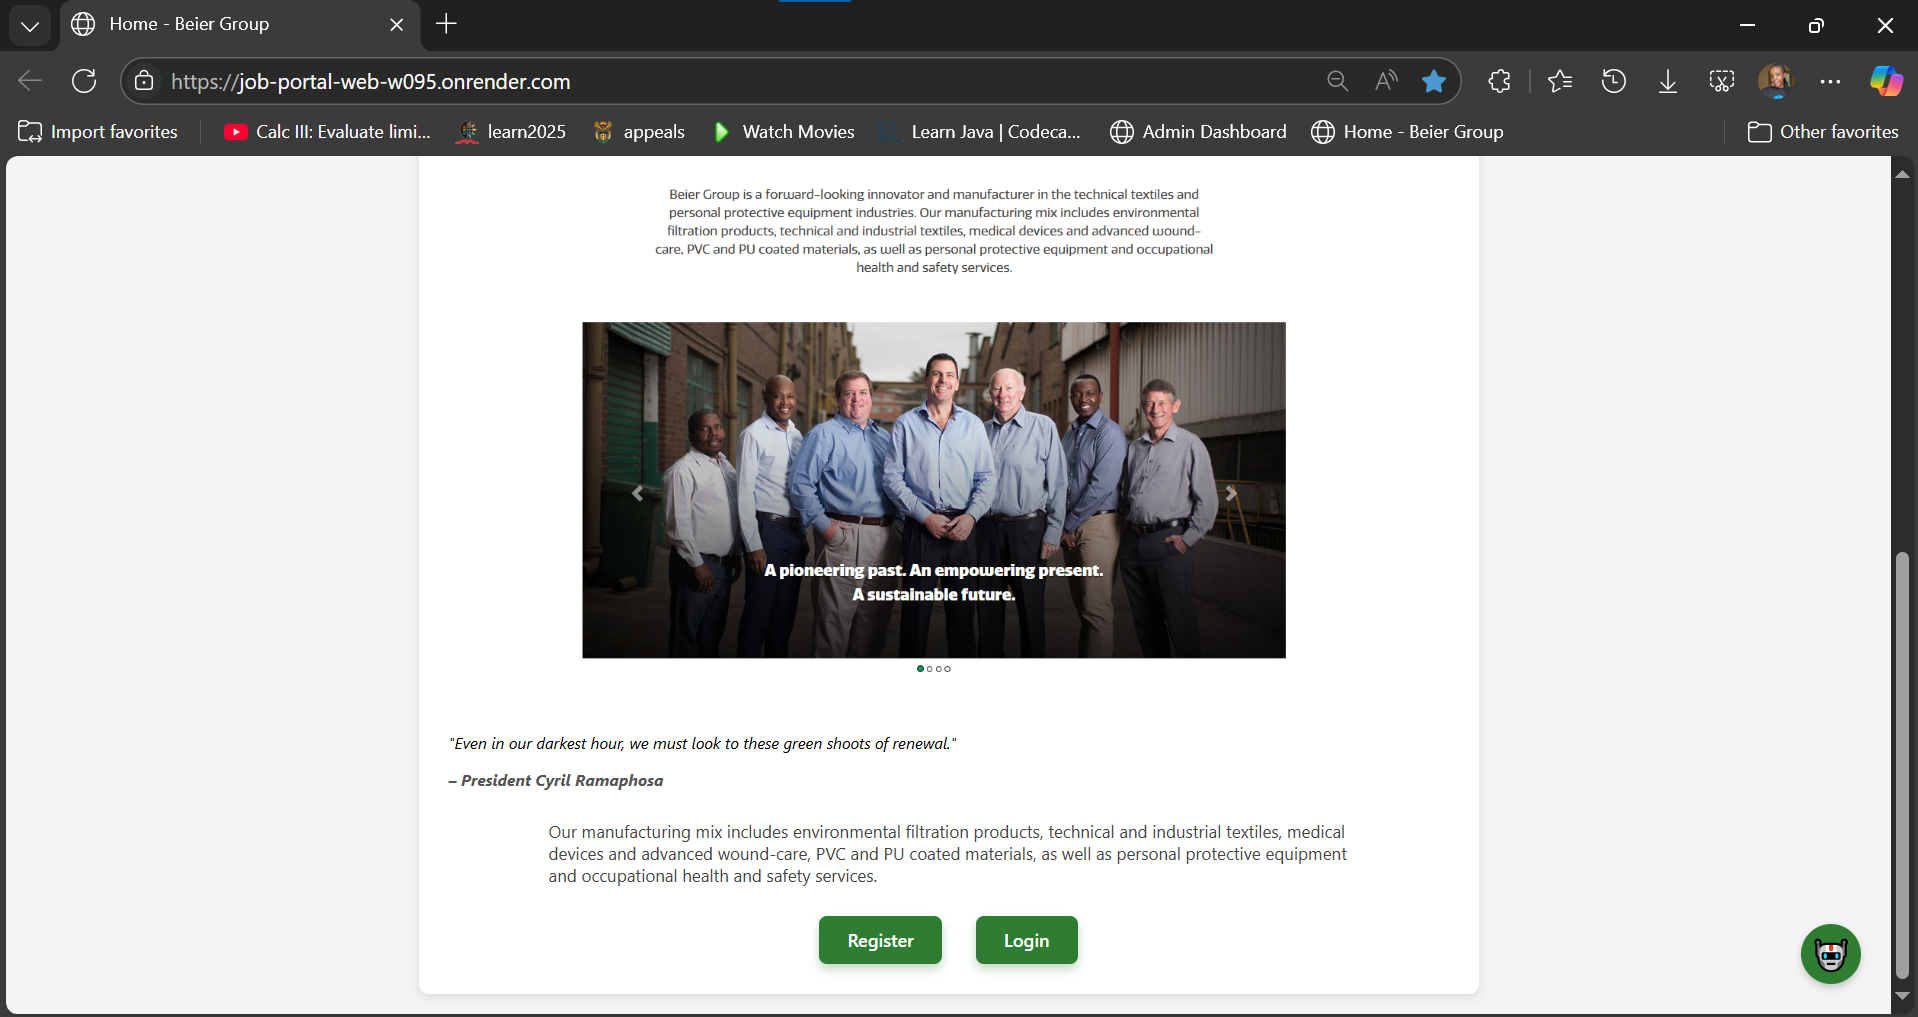 Home - Beier Group
https://job-portal-web-w095.onrender.com
Import favorites
Calc III: Evaluate limi...
learn2025
appeals
Watch Movies
Learn Java | Codeca...
Admin Dashboard
Home - Beier Group
Other favorites
Beier Group is a forward-looking innovator and manufacturer in the technical textiles and
personal protective equipment industries. Our manufacturing mix includes environmental
filtration products, technical and industrial textiles, medical devices and advanced wound-
care, PVC and PU coated materials, as well as personal protective equipment and occupational
health and safety services.
A pioneering past. An empowering present.
A sustainable future.
"Even in our darkest hour, we must look to these green shoots of renewal."
– President Cyril Ramaphosa
Our manufacturing mix includes environmental filtration products, technical and industrial textiles, medical
devices and advanced wound-care, PVC and PU coated materials, as well as personal protective equipment
and occupational health and safety services.
Register
Login